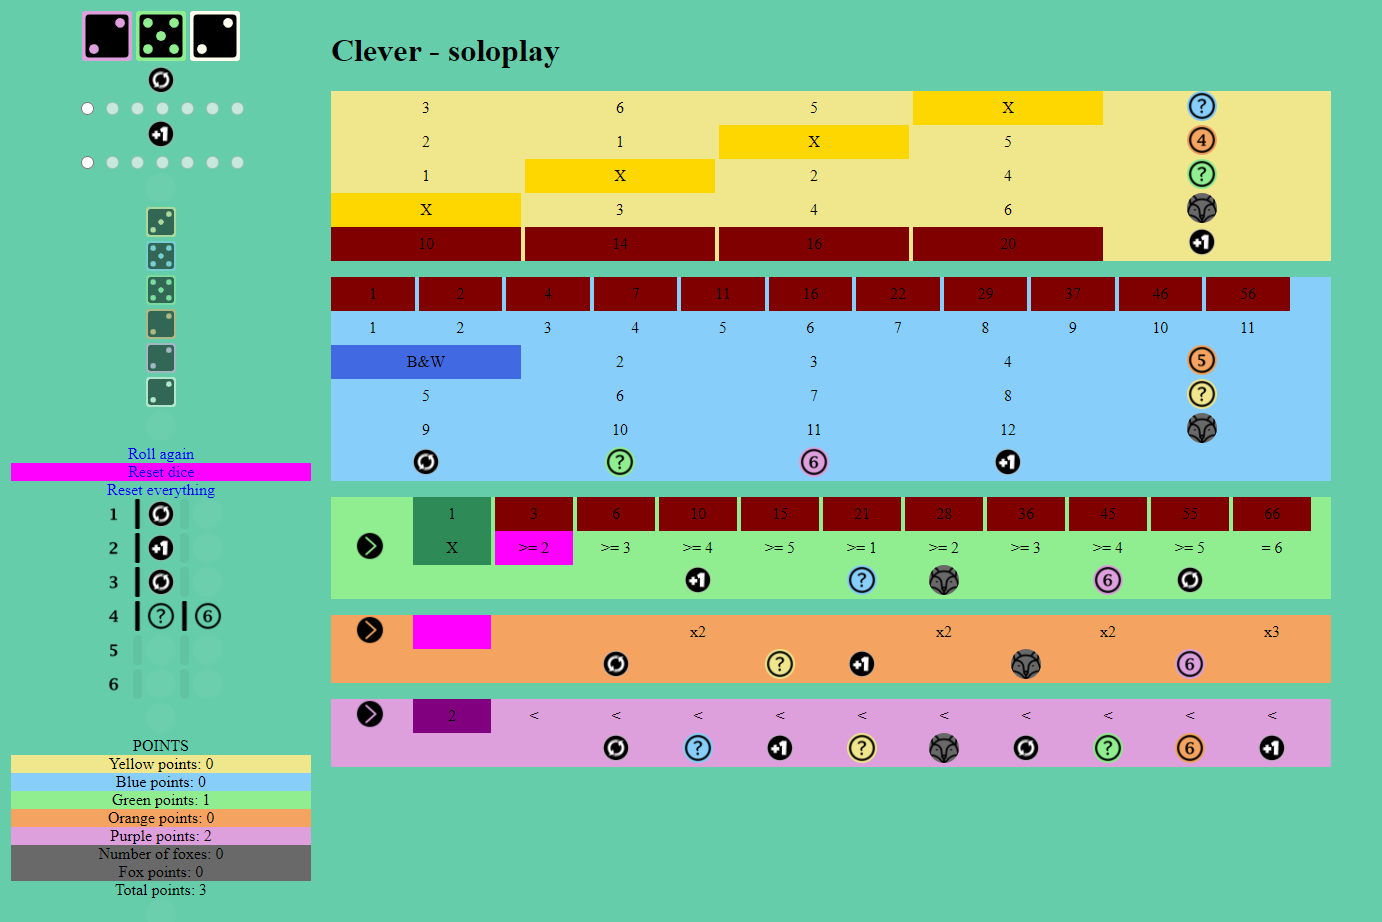 Clever - soloplay
+1
Roll again
Reset dice
Reset everything
1
2 +1
3
4 ? 6
5
6
POINTS
Yellow points: 0
Blue points: 0
Green points: 1
Orange points: 0
Purple points: 2
Number of foxes: 0
Fox points: 0
Total points: 3
3 6 5 X ?
2 1 X 5 4
1 X 2 4 ?
X 3 4 6
10 14 16 20 +1
1 2 4 7 11 16 22 29 37 46 56
1 2 3 4 5 6 7 8 9 10 11
B&W 2 3 4 5
5 6 7 8 ?
9 10 11 12
? 6 +1
1 3 6 10 15 21 28 36 45 55 66
X >= 2 >= 3 >= 4 >= 5 >= 1 >= 2 >= 3 >= 4 >= 5 = 6
+1 ? 6
x2 x2 x2 x3
? +1 6
2 < < < < < < < < < <
? +1 ? ? 6 +1